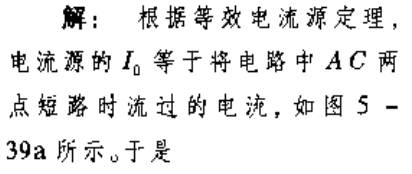 解： 根据等效电流源定理，
电流源的 I₀ 等于将电路中 A C 两
点短路时流过的电流，如图 5 –
39a 所示。于是